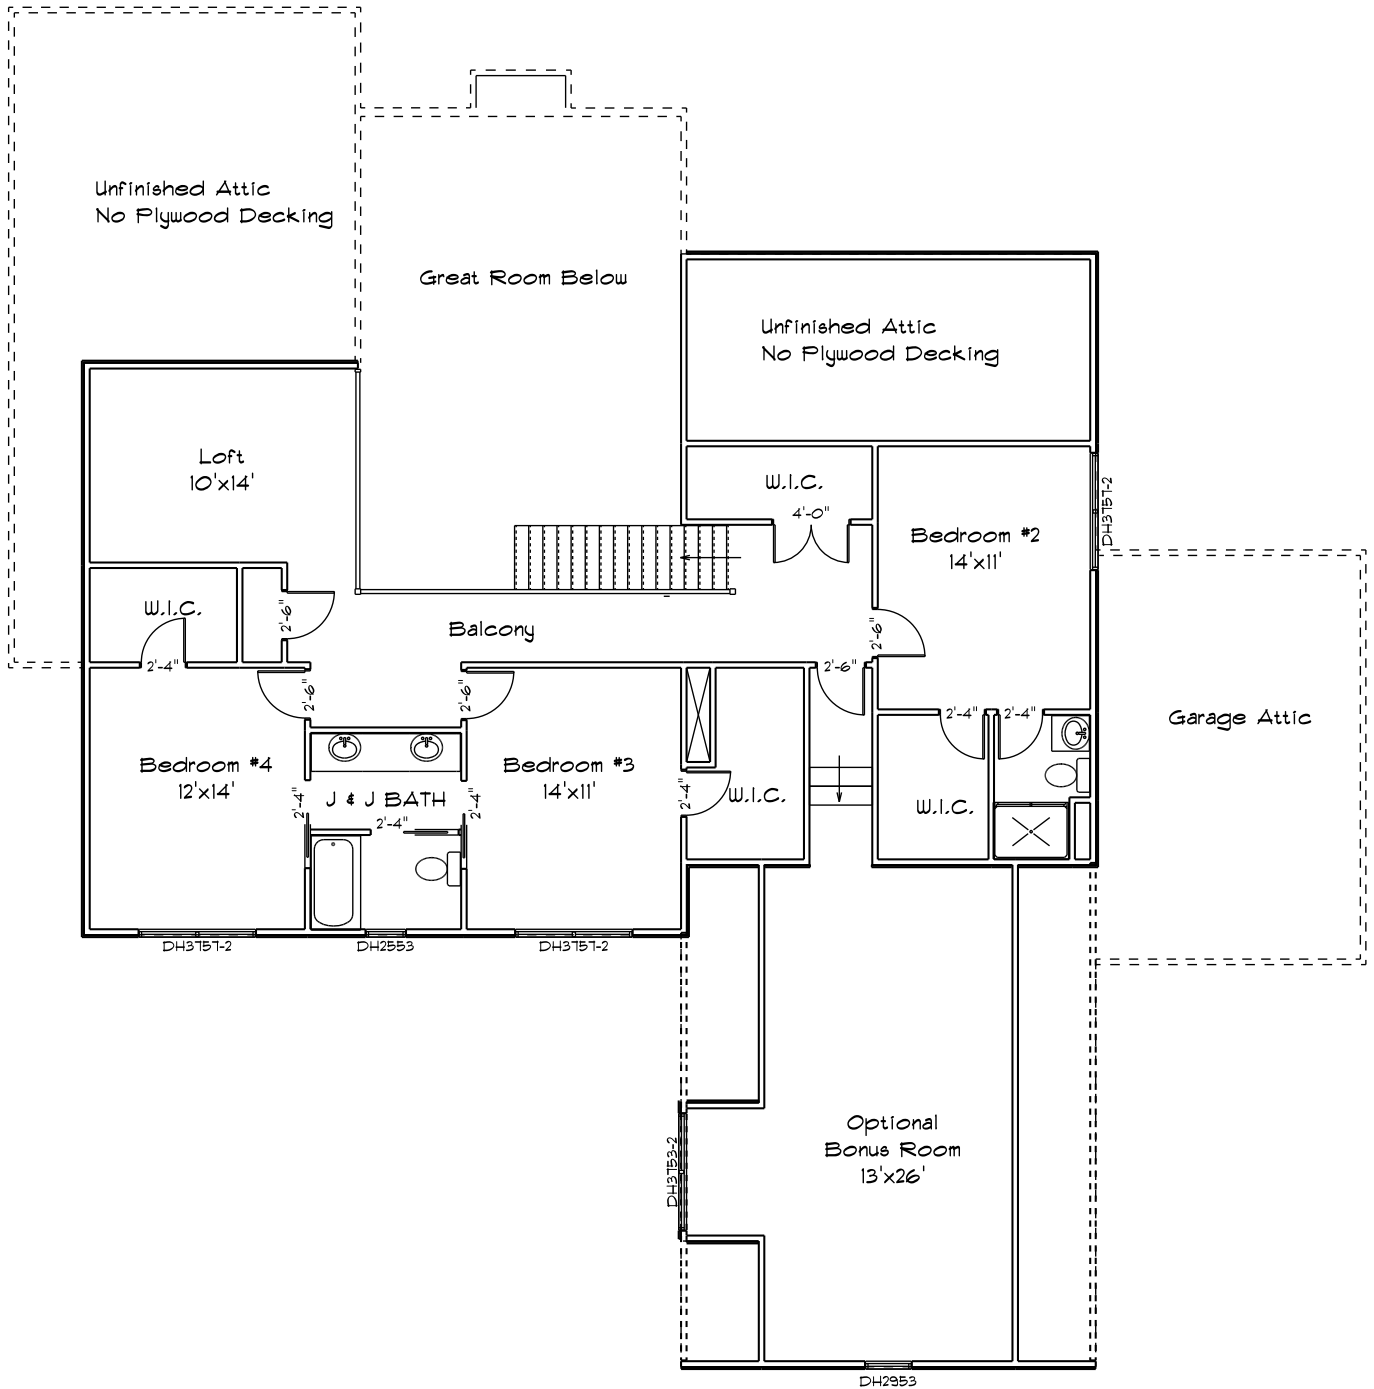 Unfinished Attic
No Plywood Decking
Great Room Below
Unfinished Attic
No Plywood Decking
Loft
10'x14'
W.I.C.
4'-0"
DH3757-2
Bedroom #2
14'x11'
W.I.C.
2'-6"
Balcony
2'-6"
2'-4"
2'-6"
2'-6"
2'-6"
2'-4"
2'-4"
Garage Attic
Bedroom #4
12'x14'
Bedroom #3
14'x11'
2'-4"
J & J BATH
2'-4"
2'-4"
2'-4"
W.I.C.
W.I.C.
DH3757-2
DH2553
DH3757-2
Optional
Bonus Room
13'x26'
DH3753-2
DH2953